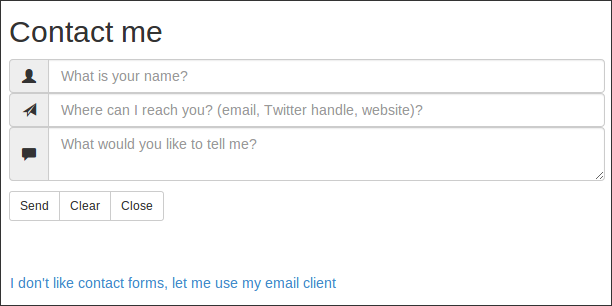 Contact me
What is your name?
Where can I reach you? (email, Twitter handle, website)?
What would you like to tell me?
Send Clear Close
I don't like contact forms, let me use my email client